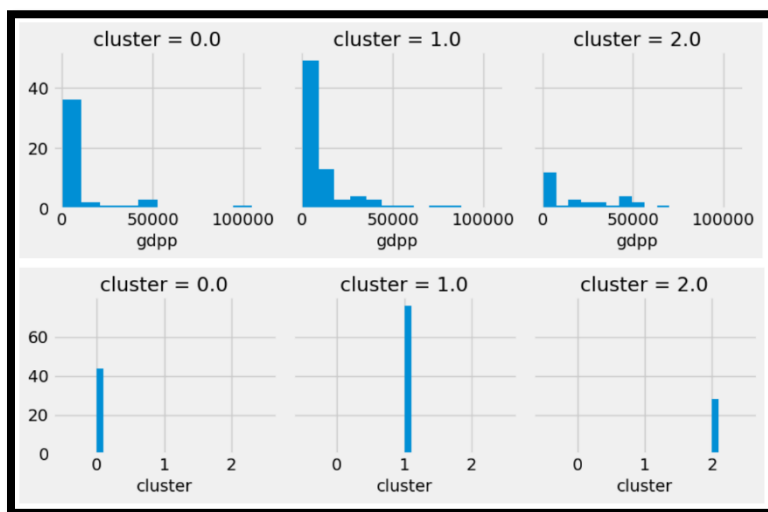 cluster = 0.0 cluster = 1.0 cluster = 2.0
40
20
0
0 50000 100000 0 50000 100000 0 50000 100000
gdpp gdpp gdpp
cluster = 0.0 cluster = 1.0 cluster = 2.0
60
40
20
0
0 1 2 0 1 2 0 1 2
cluster cluster cluster